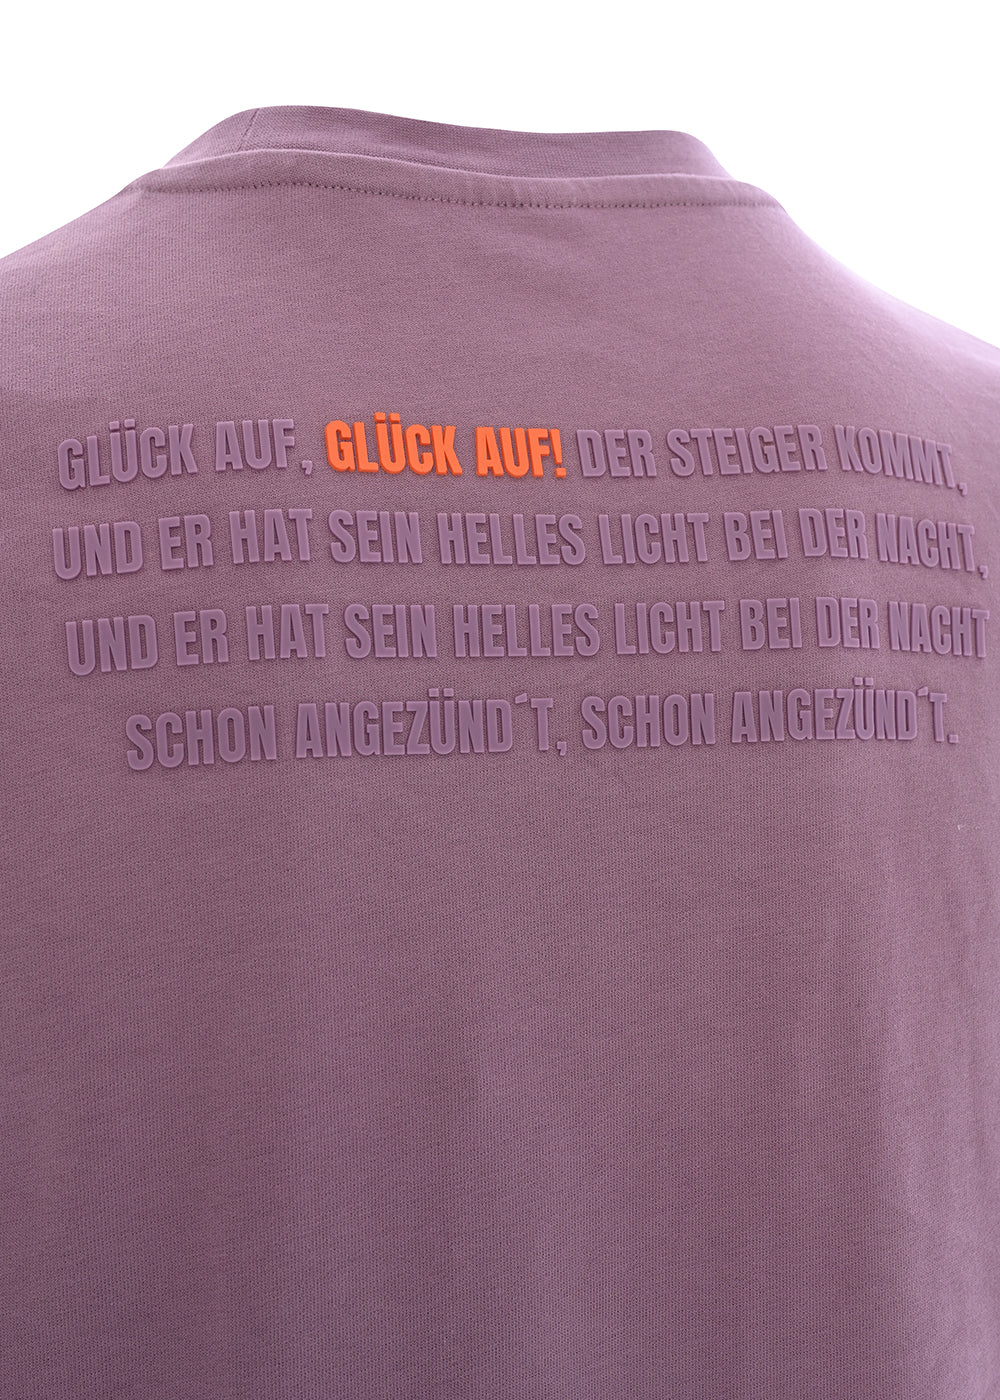 GLÜCK AUF, GLÜCK AUF! DER STEIGER KOMMT,
UND ER HAT SEIN HELLES LICHT BEI DER NACHT,
UND ER HAT SEIN HELLES LICHT BEI DER NACHT
SCHON ANGEZÜND´T, SCHON ANGEZÜND´T.